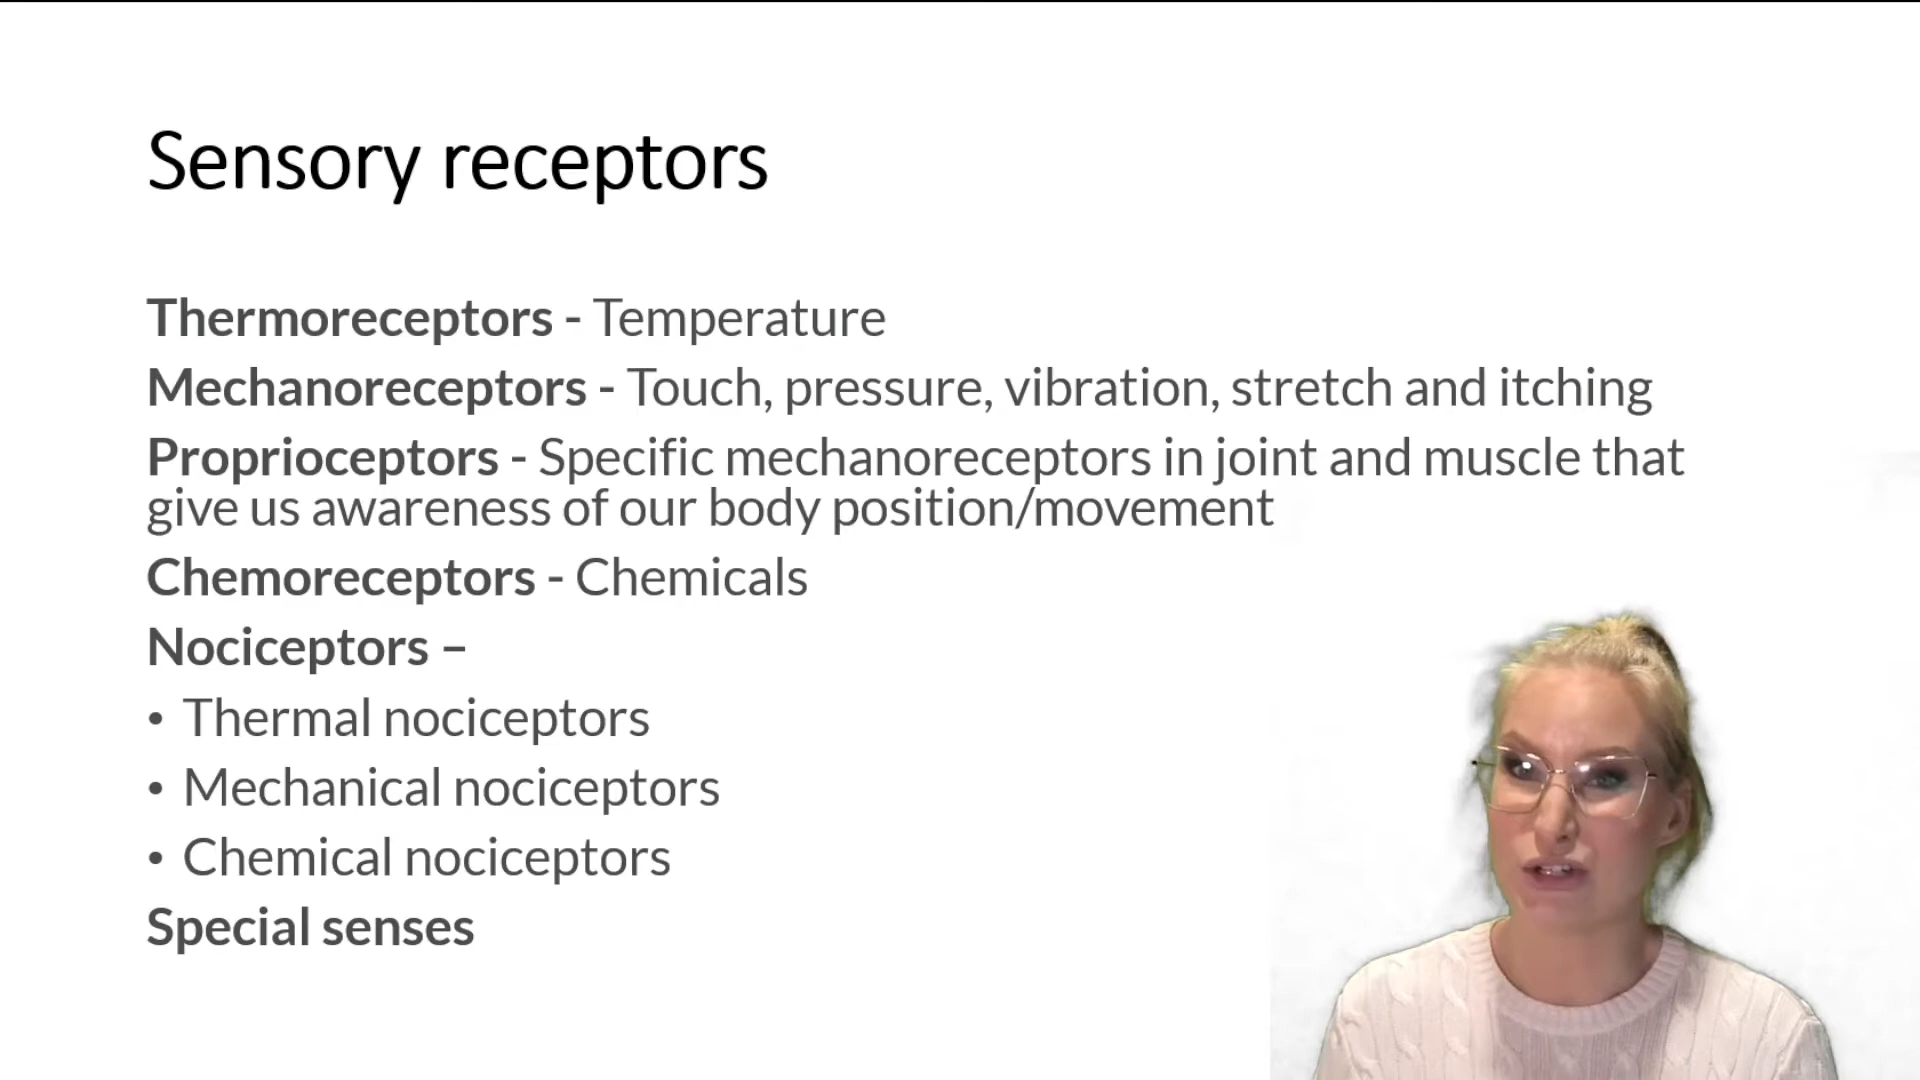 Sensory receptors
Thermoreceptors - Temperature
Mechanoreceptors - Touch, pressure, vibration, stretch and itching
Proprioceptors - Specific mechanoreceptors in joint and muscle that
give us awareness of our body position/movement
Chemoreceptors - Chemicals
Nociceptors –
• Thermal nociceptors
• Mechanical nociceptors
• Chemical nociceptors
Special senses